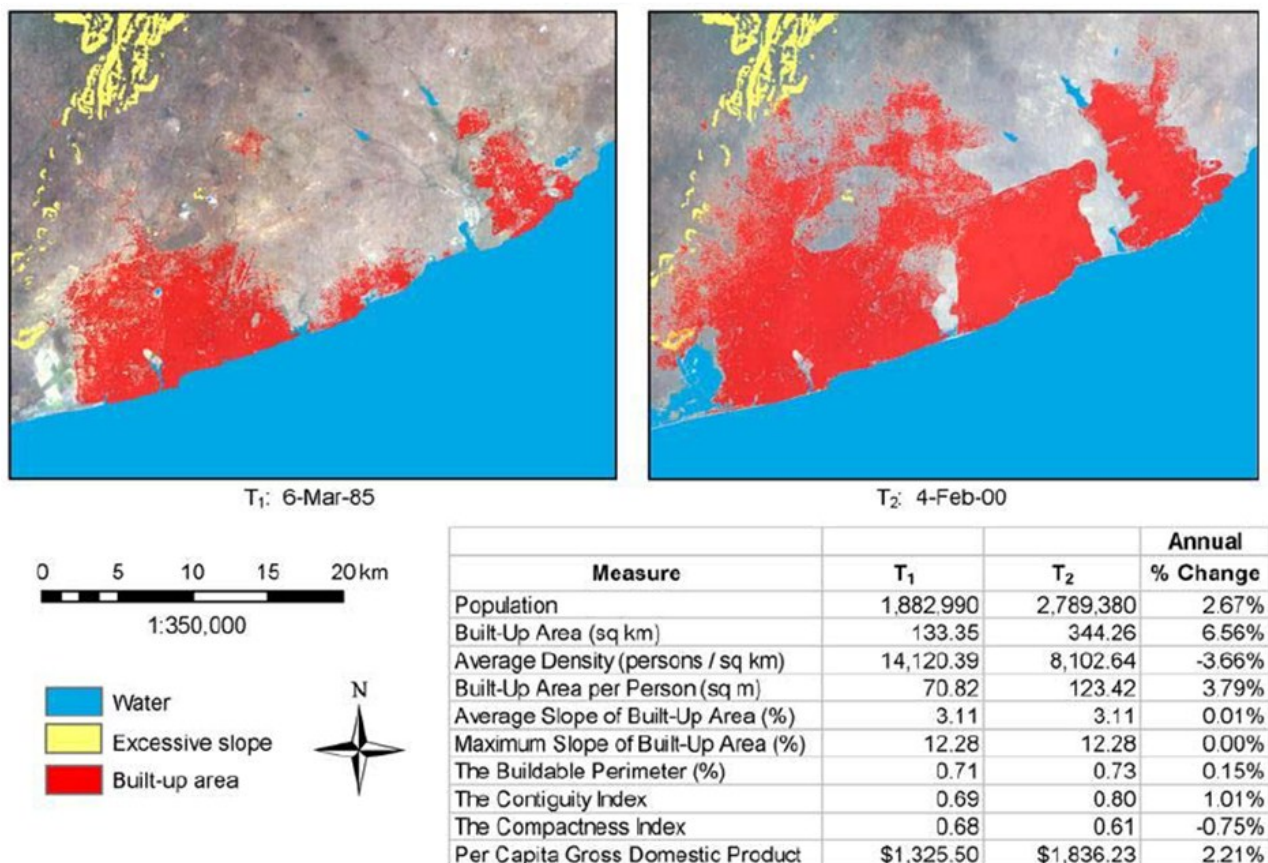 T₁: 6-Mar-85
T₂: 4-Feb-00
0 5 10 15 20 km
1:350,000
Water
Excessive slope
Built-up area
N
Annual
Measure T₁ T₂ % Change
Population 1,882,990 2,789,380 2.67%
Built-Up Area (sq km) 133.35 344.26 6.56%
Average Density (persons / sq km) 14,120.39 8,102.64 -3.66%
Built-Up Area per Person (sq m) 70.82 123.42 3.79%
Average Slope of Built-Up Area (%) 3.11 3.11 0.01%
Maximum Slope of Built-Up Area (%) 12.28 12.28 0.00%
The Buildable Perimeter (%) 0.71 0.73 0.15%
The Contiguity Index 0.69 0.80 1.01%
The Compactness Index 0.68 0.61 -0.75%
Per Capita Gross Domestic Product $1,325.50 $1,836.23 2.21%